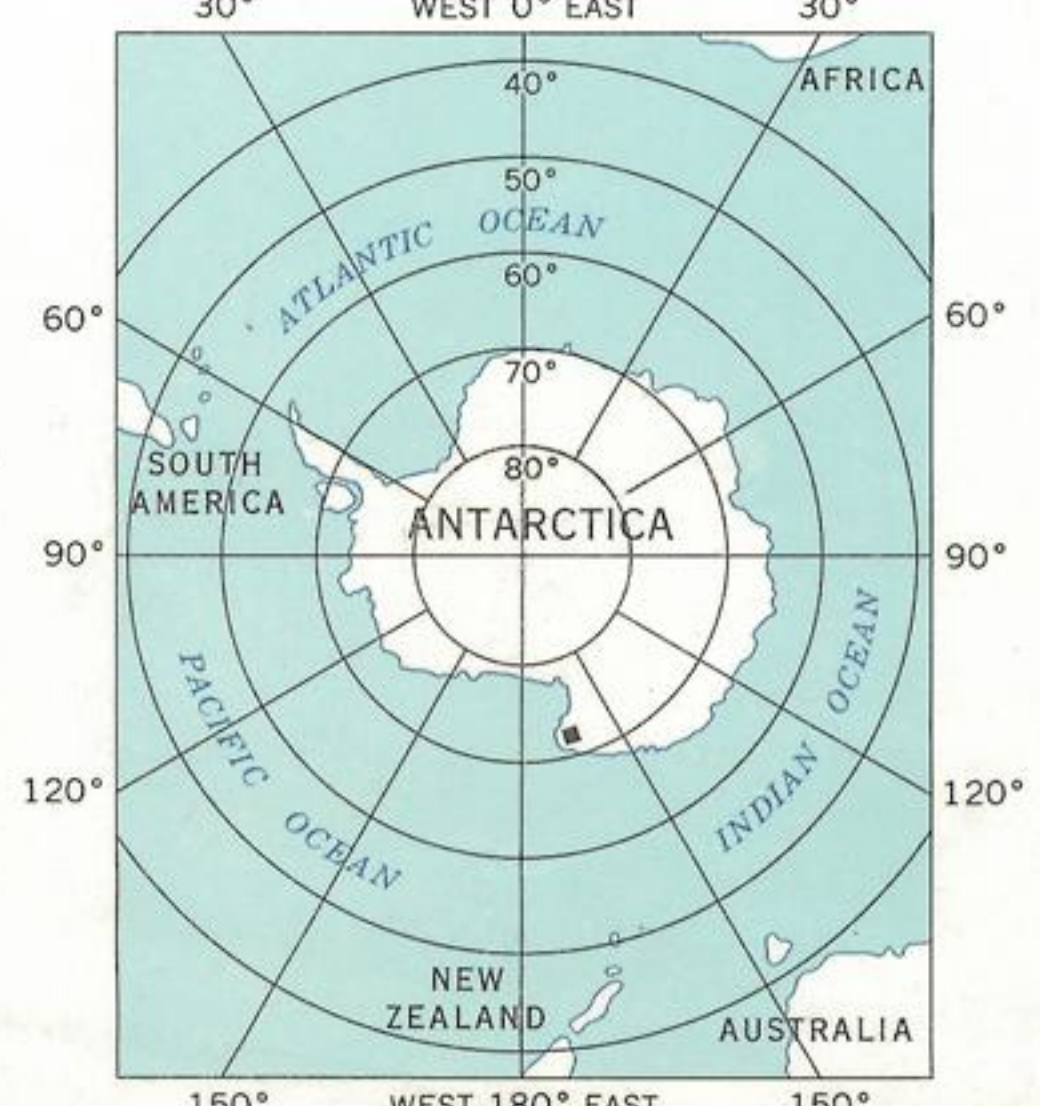 30° WEST 0° EAST 30°
AFRICA
40°
50°
ATLANTIC OCEAN
60°
60°
60°
70°
80°
SOUTH
AMERICA
ANTARCTICA
90°
90°
PACIFIC OCEAN
INDIAN OCEAN
120°
120°
NEW
ZEALAND
AUSTRALIA
150° WEST 180° EAST 150°